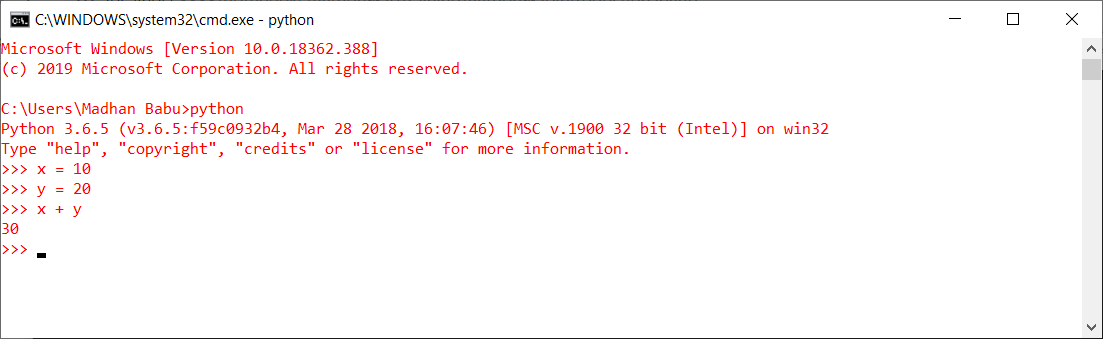 C:\WINDOWS\system32\cmd.exe - python
Microsoft Windows [Version 10.0.18362.388]
(c) 2019 Microsoft Corporation. All rights reserved.
C:\Users\Madhan Babu>python
Python 3.6.5 (v3.6.5:f59c0932b4, Mar 28 2018, 16:07:46) [MSC v.1900 32 bit (Intel)] on win32
Type "help", "copyright", "credits" or "license" for more information.
>>> x = 10
>>> y = 20
>>> x + y
30
>>>